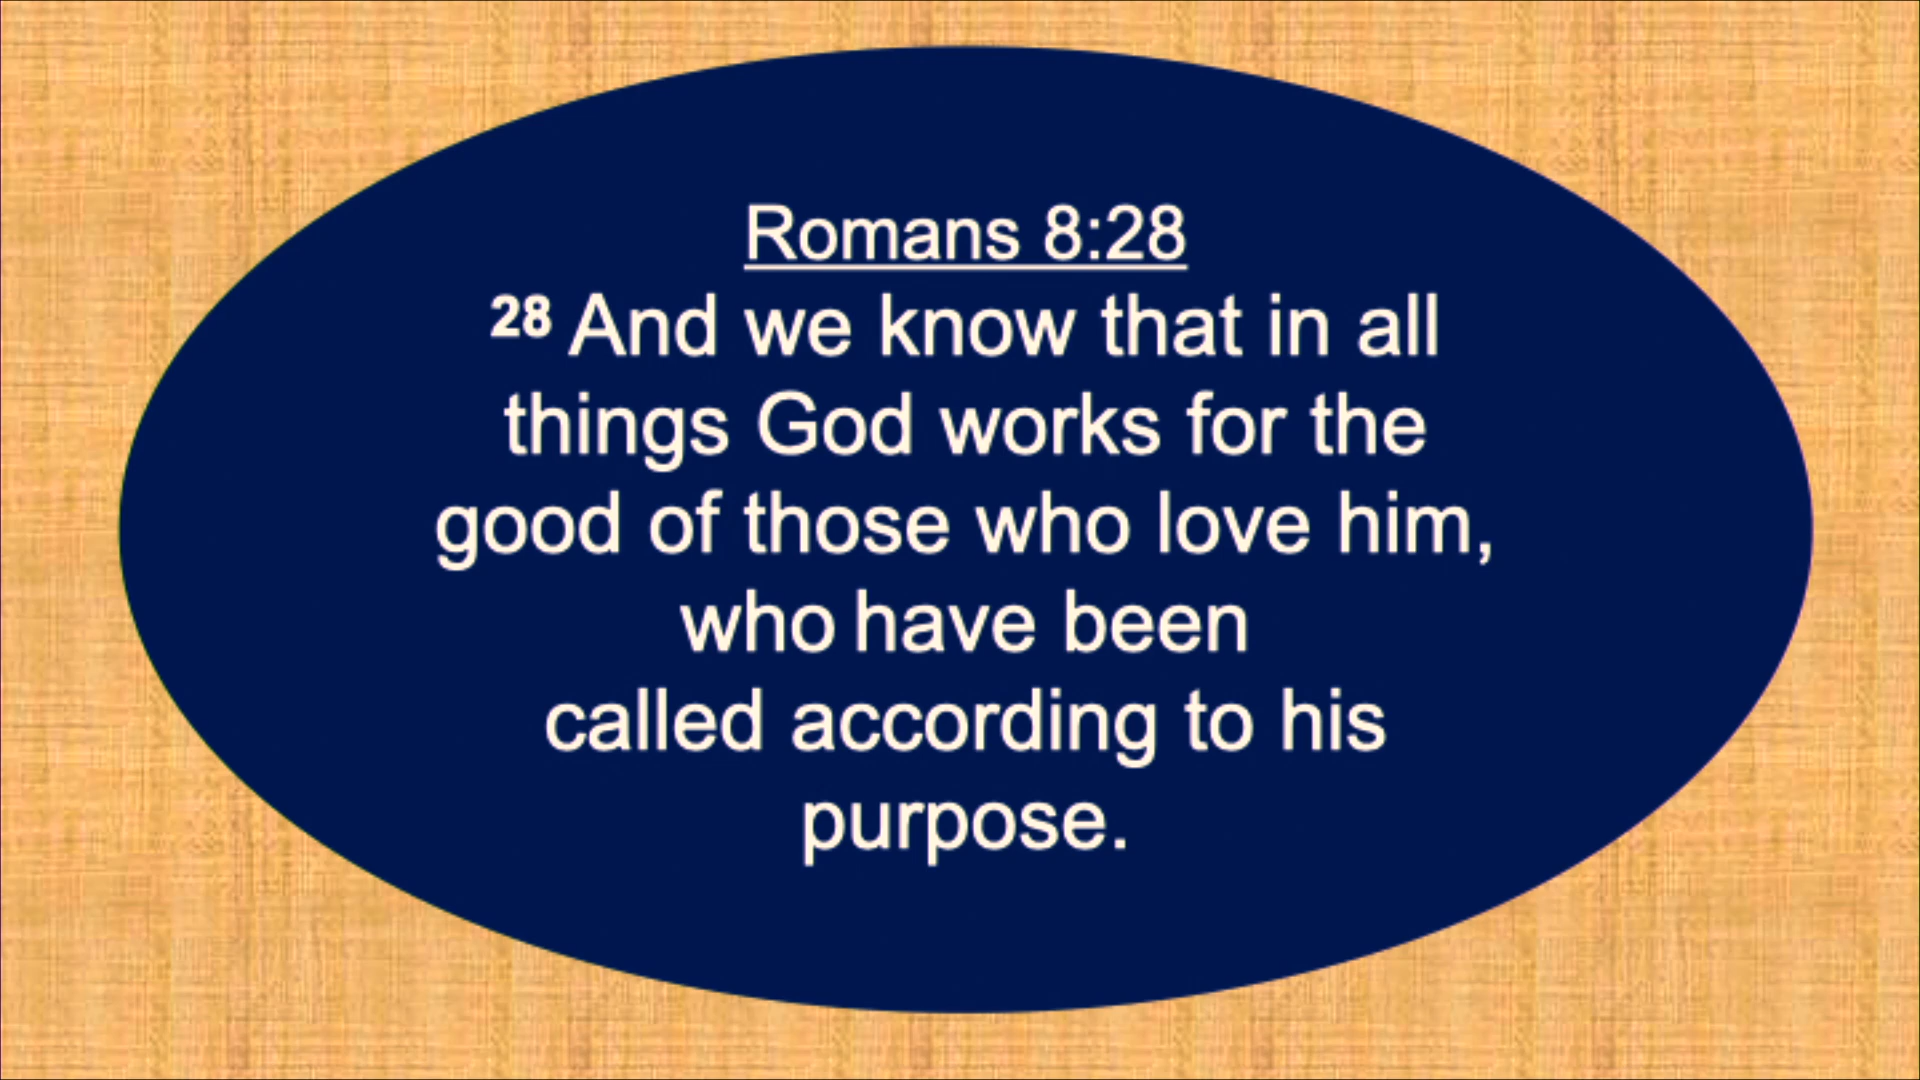 Romans 8:28
28 And we know that in all
things God works for the
good of those who love him,
who have been
called according to his
purpose.